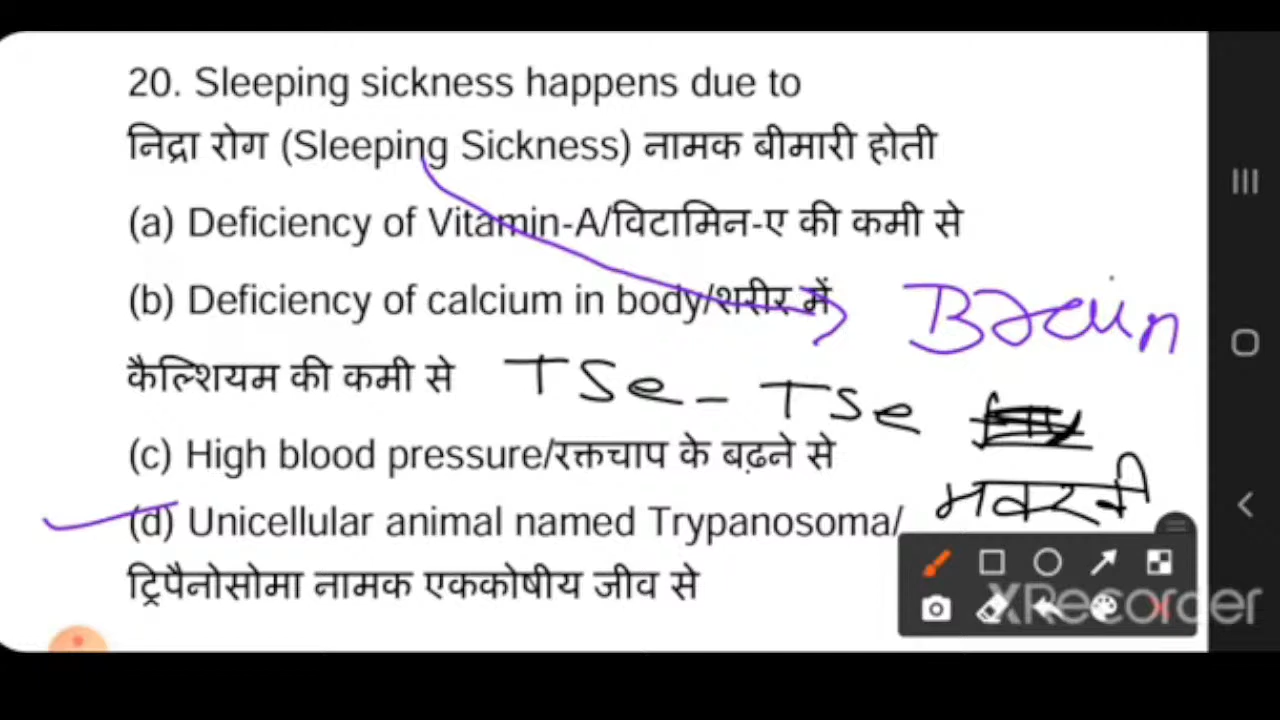 20. Sleeping sickness happens due to
निद्रा रोग (Sleeping Sickness) नामक बीमारी होती
(a) Deficiency of Vitamin-A/विटामिन-ए की कमी से
(b) Deficiency of calcium in body/शरीर में
Brain
कैल्शियम की कमी से TSe-TSe
(c) High blood pressure/रक्तचाप के बढ़ने से
मक्खी
(d) Unicellular animal named Trypanosoma/
ट्रिपैनोसोमा नामक एककोषीय जीव से
XRecorder